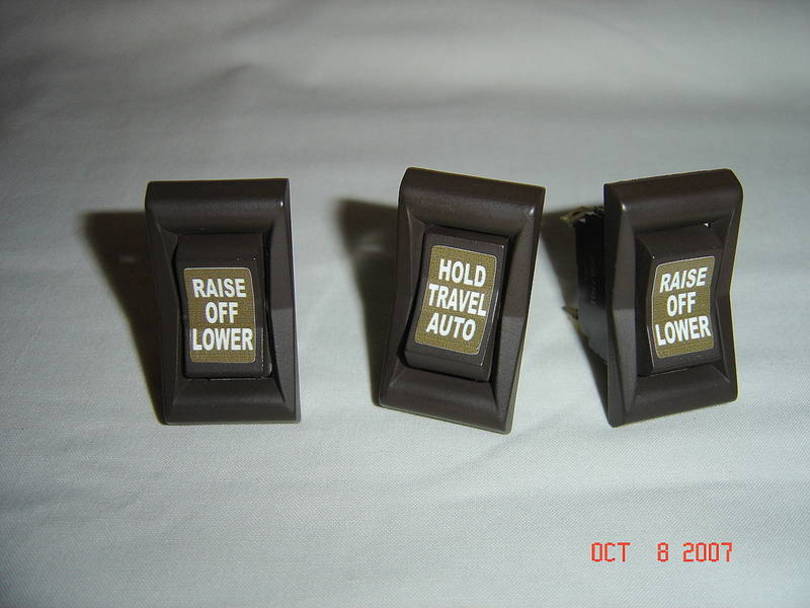 RAISE
OFF
LOWER
HOLD
TRAVEL
AUTO
RAISE
OFF
LOWER
OCT 8 2007